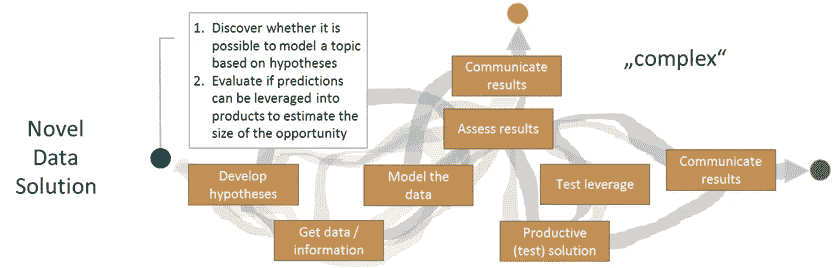 Novel
Data
Solution
1. Discover whether it is
possible to model a topic
based on hypotheses
2. Evaluate if predictions
can be leveraged into
products to estimate the
size of the opportunity
„complex“
Communicate
results
Assess results
Develop
hypotheses
Model the
data
Test leverage
Communicate
results
Get data /
information
Productive
(test) solution